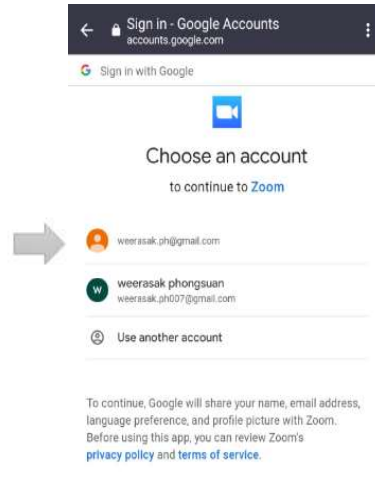 Sign in - Google Accounts
accounts.google.com
Sign in with Google
Choose an account
to continue to Zoom
weerasak.ph@gmail.com
W
weerasak phongsuan
weerasak.ph007@gmail.com
Use another account
To continue, Google will share your name, email address,
language preference, and profile picture with Zoom.
Before using this app, you can review Zoom's
privacy policy and terms of service.